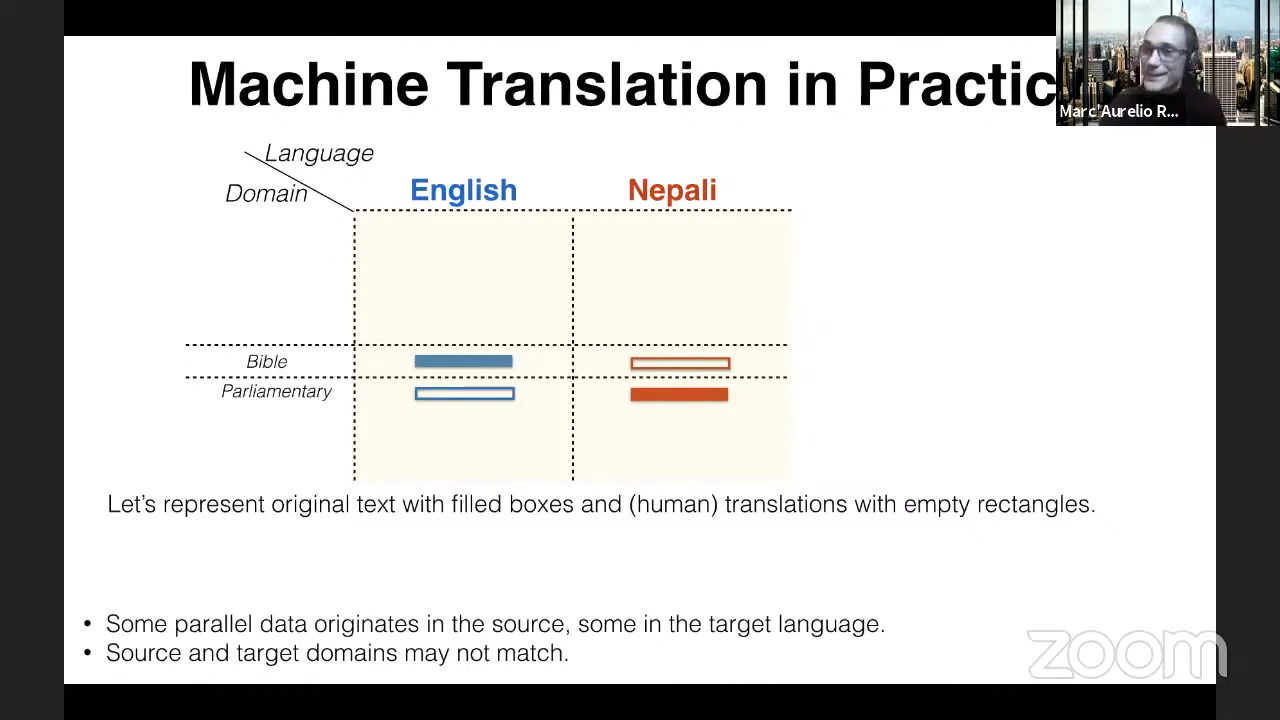 Machine Translation in Practic
Marc'Aurelio R...
Language
Domain
English
Nepali
Bible
Parliamentary
Let's represent original text with filled boxes and (human) translations with empty rectangles.
• Some parallel data originates in the source, some in the target language.
• Source and target domains may not match.
zoom